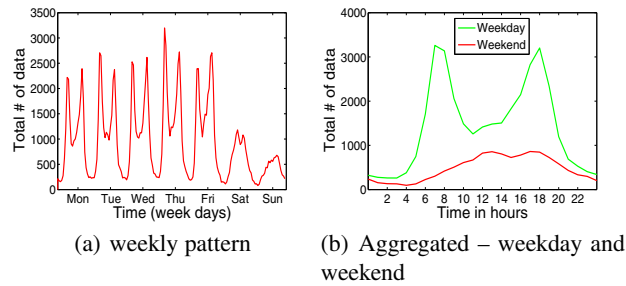 3500
3000
2500
2000
1500
1000
500
0
Total # of data
Mon Tue Wed Thu Fri Sat Sun
Time (week days)
(a) weekly pattern
4000
3000
2000
1000
0
Total # of data
Weekday
Weekend
2 4 6 8 10 12 14 16 18 20 22
Time in hours
(b) Aggregated – weekday and
weekend